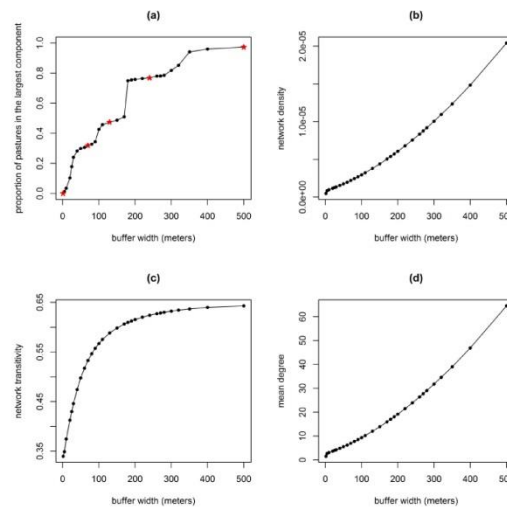 (a)
proportion of pastures in the largest component
0.0 0.2 0.4 0.6 0.8 1.0
0 100 200 300 400 500
buffer width (meters)
(b)
network density
0.0e+00 1.0e-05 2.0e-05
0 100 200 300 400 500
buffer width (meters)
(c)
network transitivity
0.35 0.45 0.55 0.65
0 100 200 300 400 500
buffer width (meters)
(d)
mean degree
0 10 20 30 40 50 60
0 100 200 300 400 500
buffer width (meters)